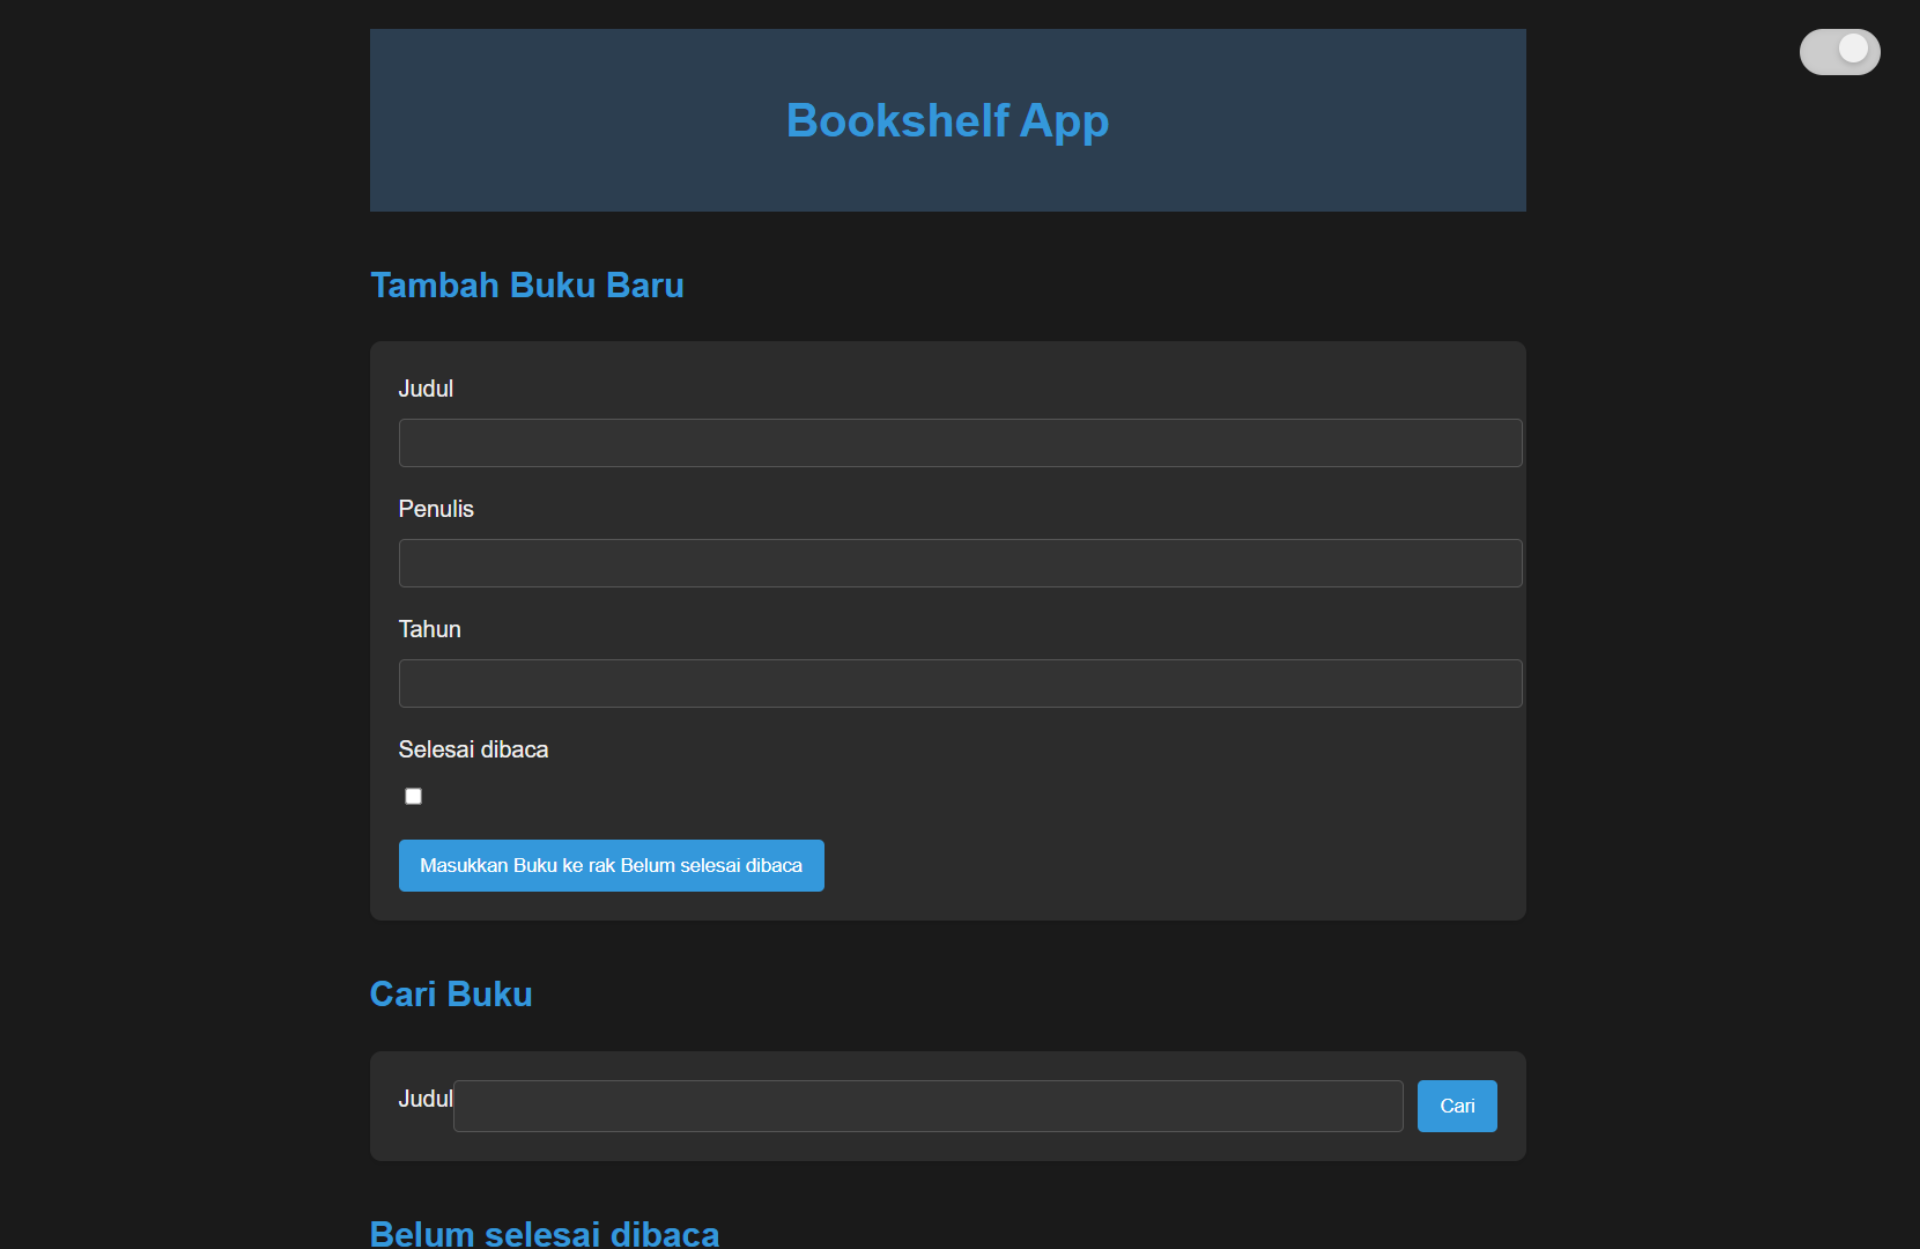 Bookshelf App
Tambah Buku Baru
Judul
Penulis
Tahun
Selesai dibaca
Masukkan Buku ke rak Belum selesai dibaca
Cari Buku
Judul
Cari
Belum selesai dibaca